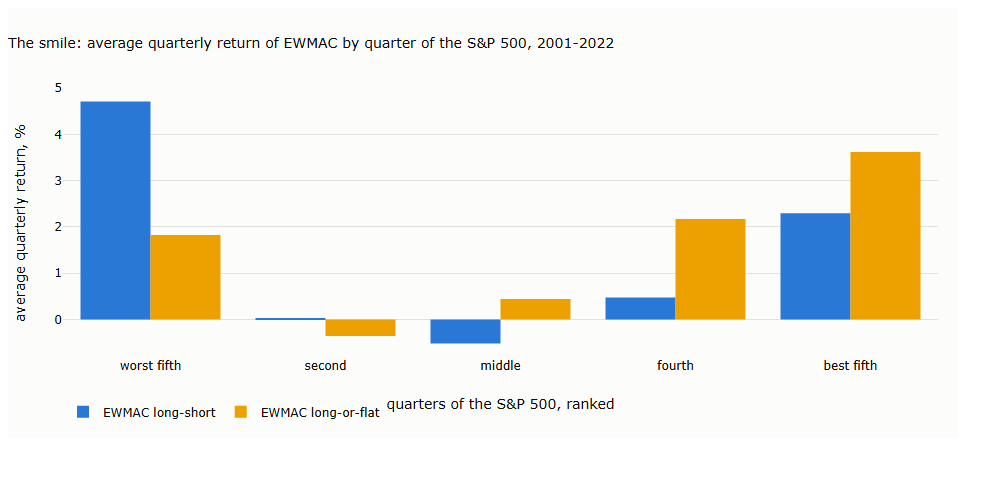 The smile: average quarterly return of EWMAC by quarter of the S&P 500, 2001-2022
average quarterly return, %
5
4
3
2
1
0
worst fifth
second
middle
fourth
best fifth
quarters of the S&P 500, ranked
EWMAC long-short
EWMAC long-or-flat